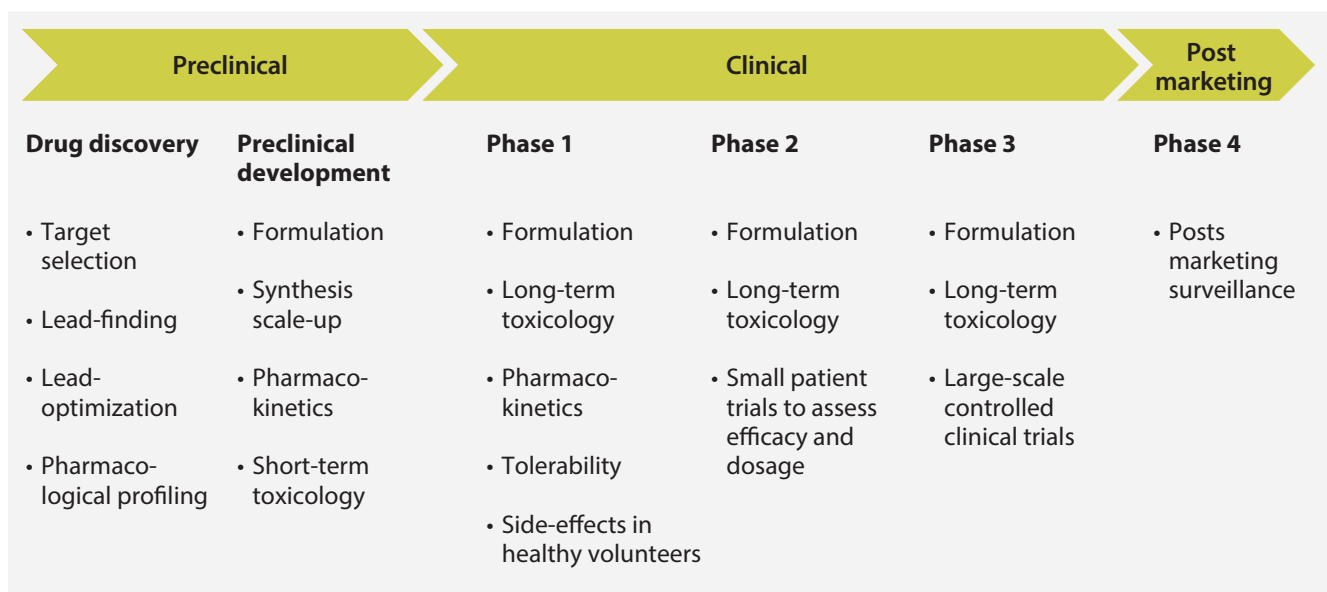 Preclinical
Clinical
Post
marketing
Drug discovery
• Target
selection
• Lead-finding
• Lead-
optimization
• Pharmaco-
logical profiling
Preclinical
development
• Formulation
• Synthesis
scale-up
• Pharmaco-
kinetics
• Short-term
toxicology
Phase 1
• Formulation
• Long-term
toxicology
• Pharmaco-
kinetics
• Tolerability
• Side-effects in
healthy volunteers
Phase 2
• Formulation
• Long-term
toxicology
• Small patient
trials to assess
efficacy and
dosage
Phase 3
• Formulation
• Long-term
toxicology
• Large-scale
controlled
clinical trials
Phase 4
• Posts
marketing
surveillance